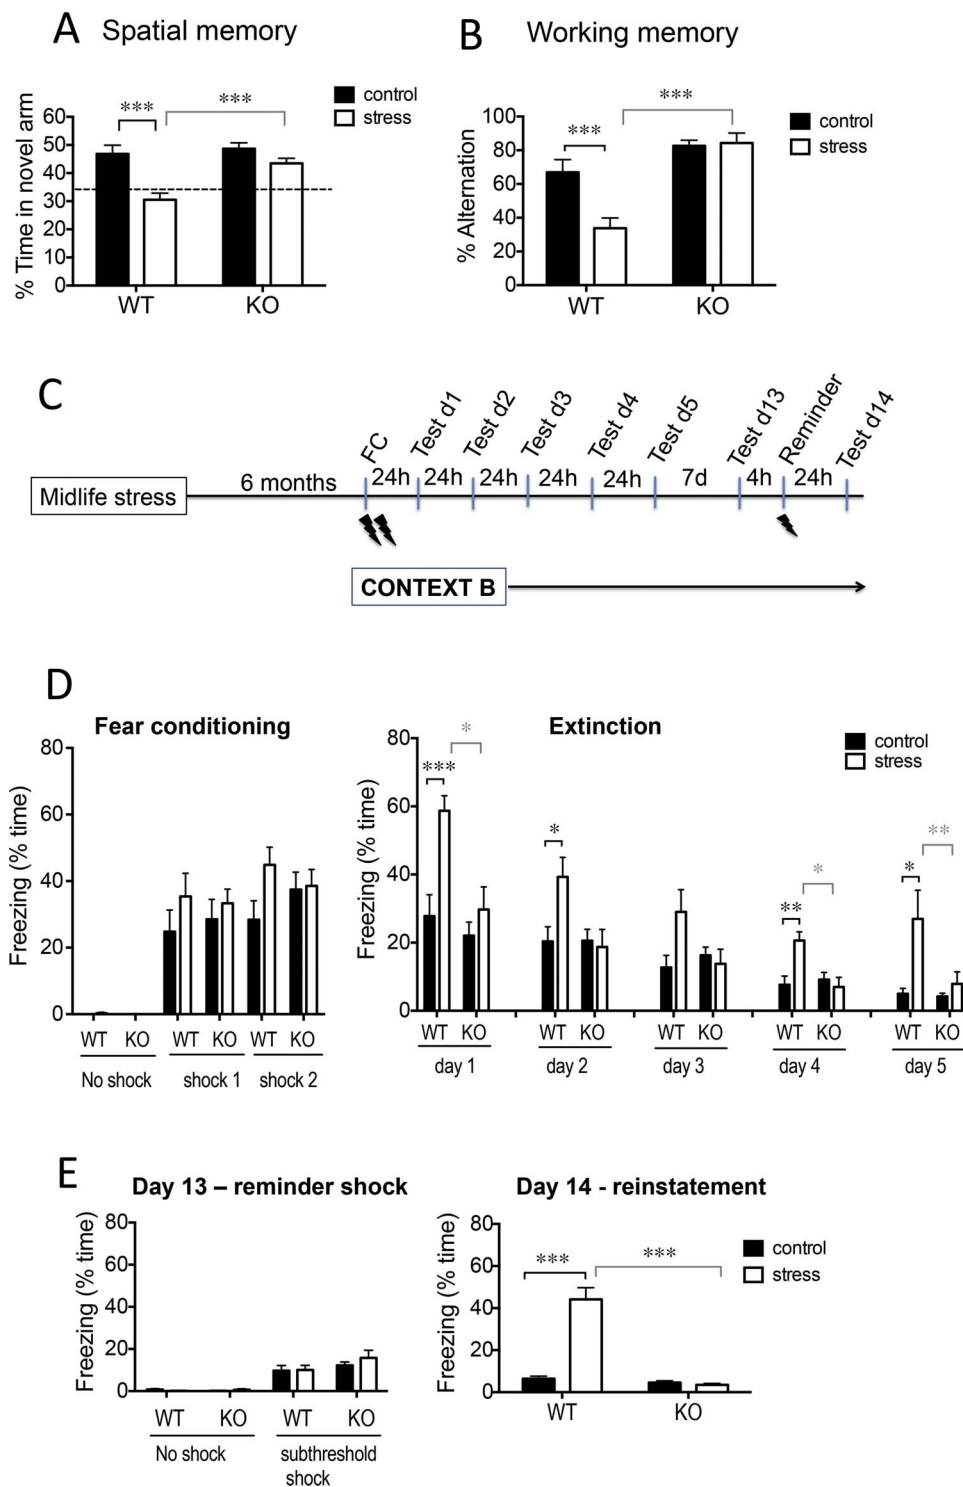 A Spatial memory
*** ***
control
stress
% Time in novel arm
60
50
40
30
20
10
0
WT KO
B Working memory
*** ***
control
stress
% Alternation
100
80
60
40
20
0
WT KO
C
FC Test d1 Test d2 Test d3 Test d4 Test d5 Test d13 Reminder Test d14
Midlife stress 6 months 24h 24h 24h 24h 24h 7d 4h 24h
CONTEXT B
D
Fear conditioning
Freezing (% time)
80
60
40
20
0
WT KO WT KO WT KO
No shock shock 1 shock 2
Extinction
control
stress
Freezing (% time)
80
60
40
20
0
*** * * ** * * **
WT KO WT KO WT KO WT KO WT KO
day 1 day 2 day 3 day 4 day 5
E
Day 13 – reminder shock
Freezing (% time)
80
60
40
20
0
WT KO WT KO
No shock subthreshold
shock
Day 14 - reinstatement
*** ***
control
stress
Freezing (% time)
80
60
40
20
0
WT KO